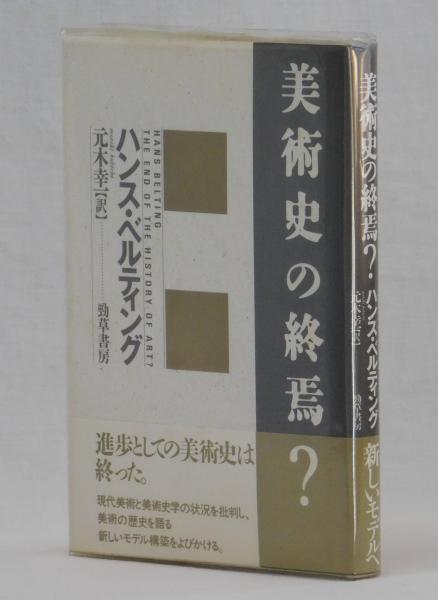 美術史の終焉?
HANS BELTING
THE END OF THE HISTORY OF ART?
ハンス・ベルティング
元木幸一【訳】
勁草書房
進歩としての美術史は
終った。
現代美術と美術史学の状況を批判し、
美術の歴史を語る
新しいモデル構築をよびかける。
美術史の終焉?
ハンス・ベルティング
元木幸一【訳】
勁草書房
新しいモデルへ